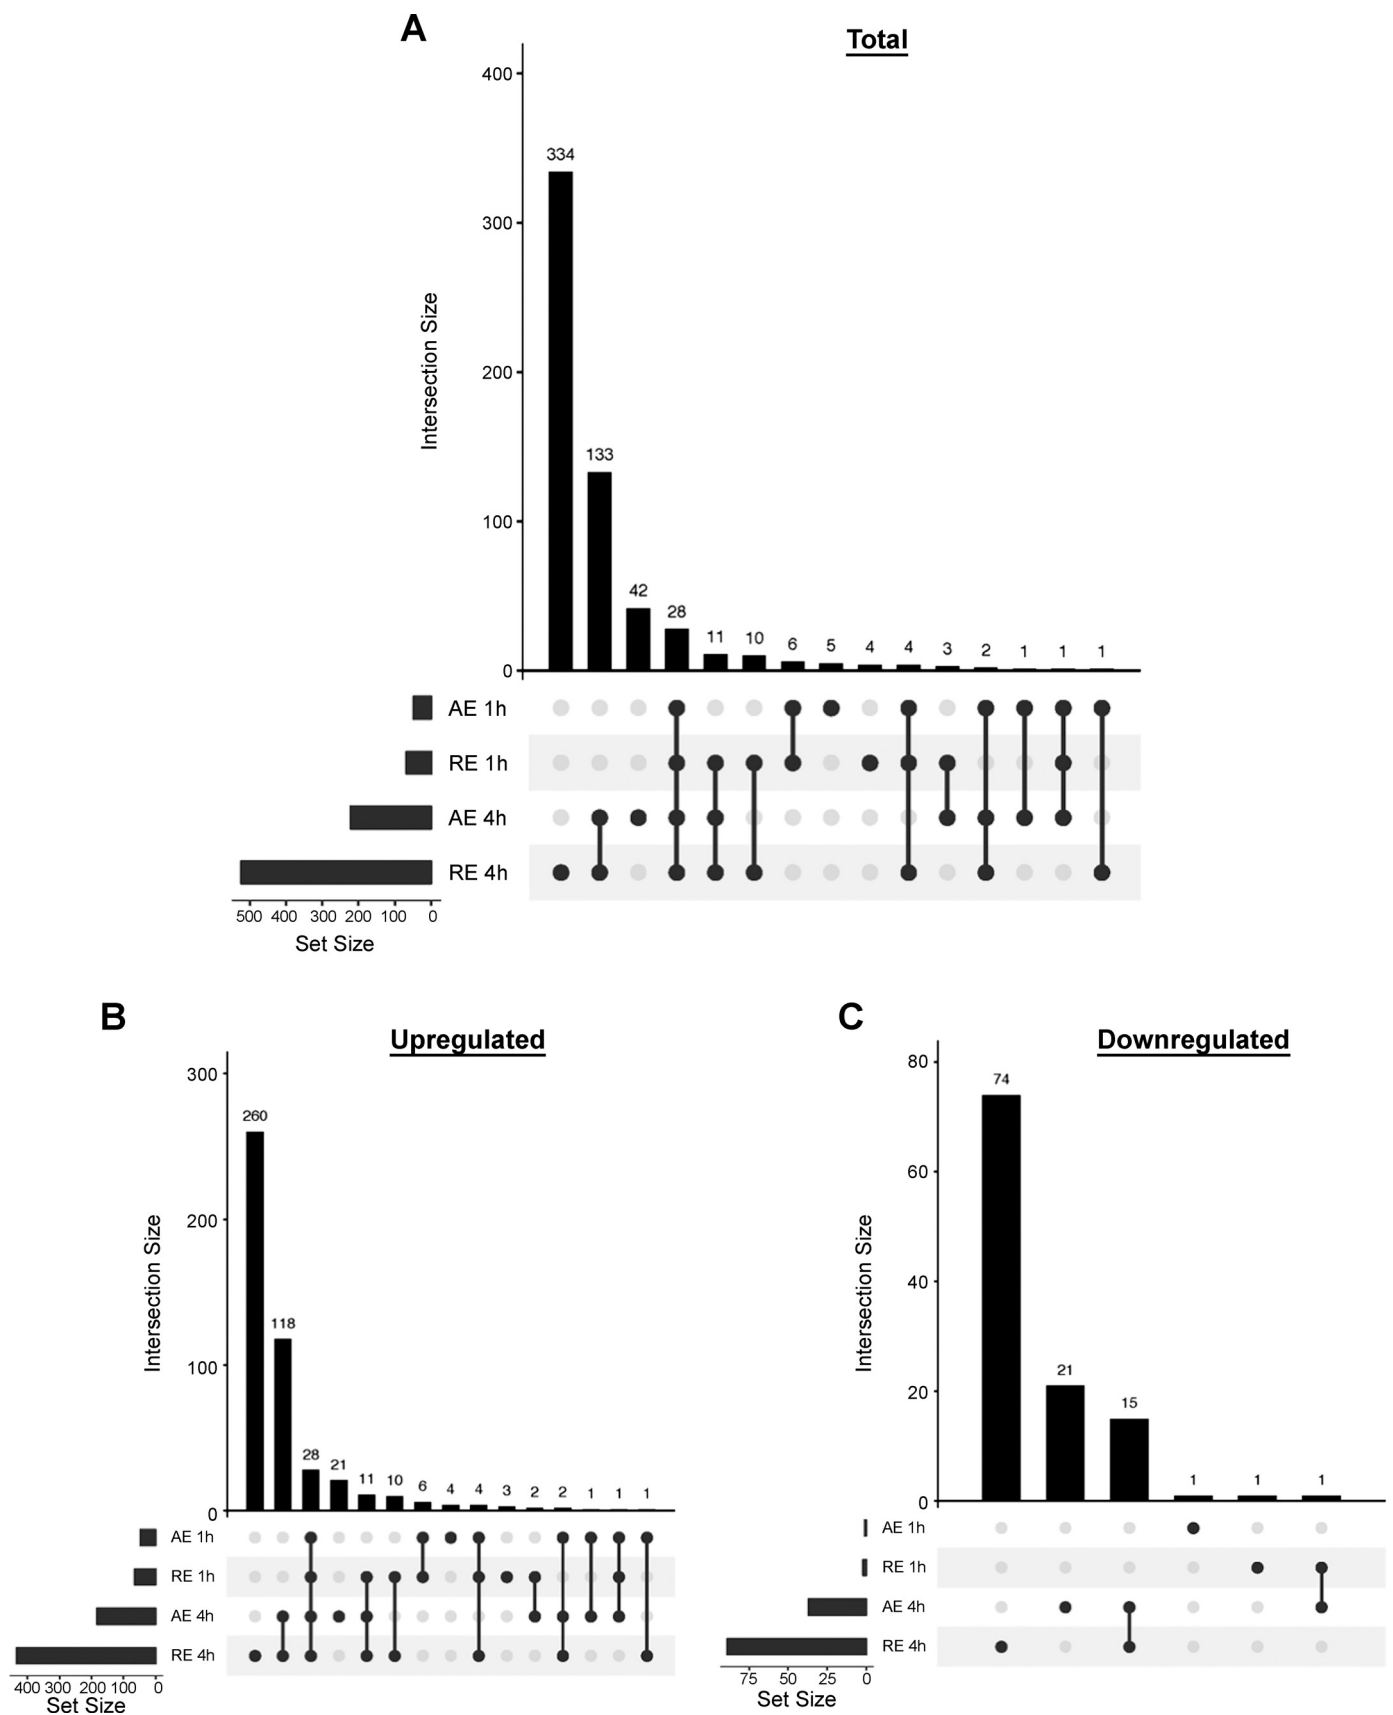 A
Total
400
300
200
100
0
Intersection Size
334
133
42
28
11
10
6
5
4
4
3
2
1
1
1
AE 1h
RE 1h
AE 4h
RE 4h
500 400 300 200 100 0
Set Size
B
Upregulated
300
200
100
0
Intersection Size
260
118
28
21
11
10
6
4
4
3
2
2
1
1
1
AE 1h
RE 1h
AE 4h
RE 4h
400 300 200 100 0
Set Size
C
Downregulated
80
60
40
20
0
Intersection Size
74
21
15
1
1
1
AE 1h
RE 1h
AE 4h
RE 4h
75 50 25 0
Set Size